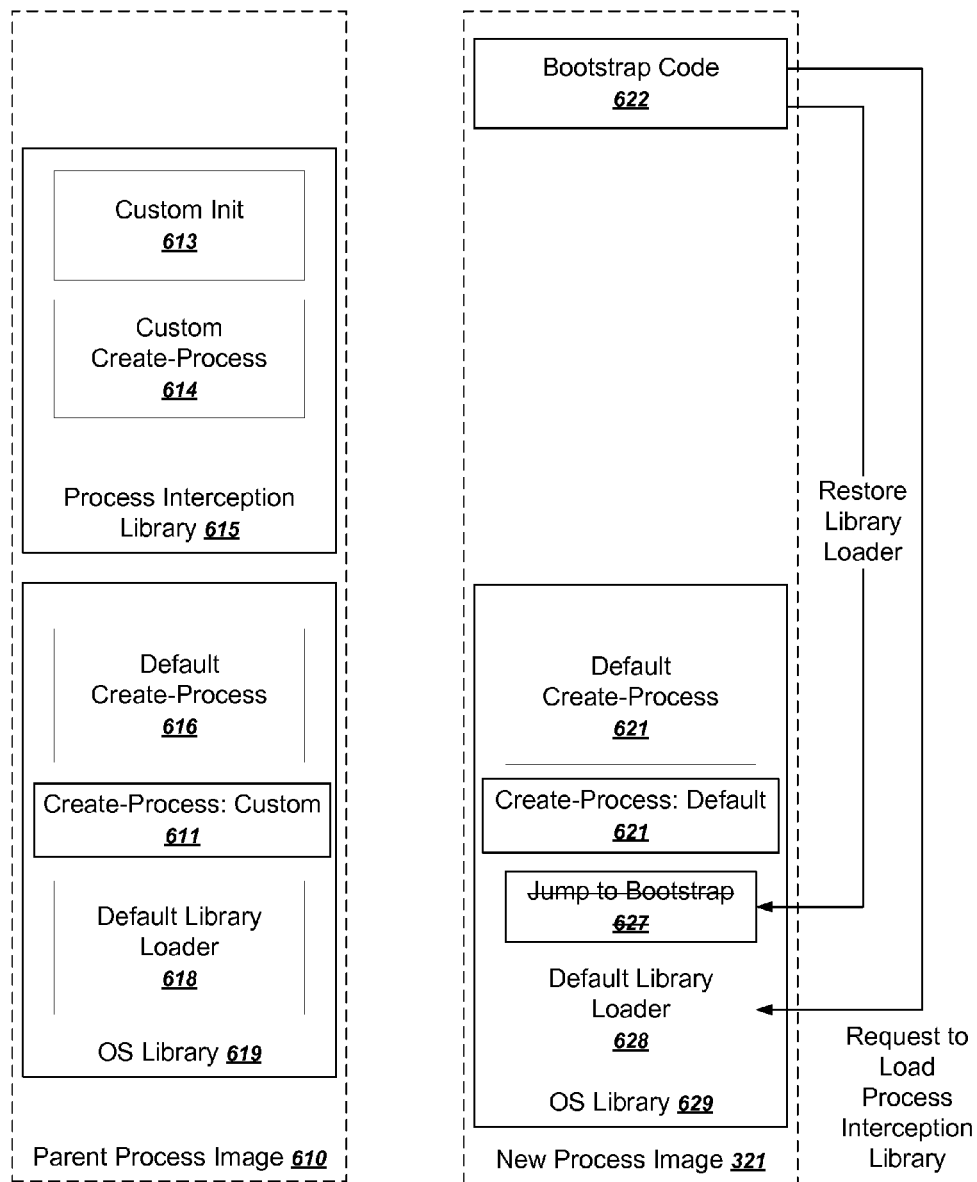 Custom Init
613
Custom
Create-Process
614
Process Interception
Library 615
Default
Create-Process
616
Create-Process: Custom
611
Default Library
Loader
618
OS Library 619
Parent Process Image 610
Bootstrap Code
622
Default
Create-Process
621
Create-Process: Default
621
Jump to Bootstrap
627
Default Library
Loader
628
OS Library 629
New Process Image 321
Restore
Library
Loader
Request to
Load
Process
Interception
Library